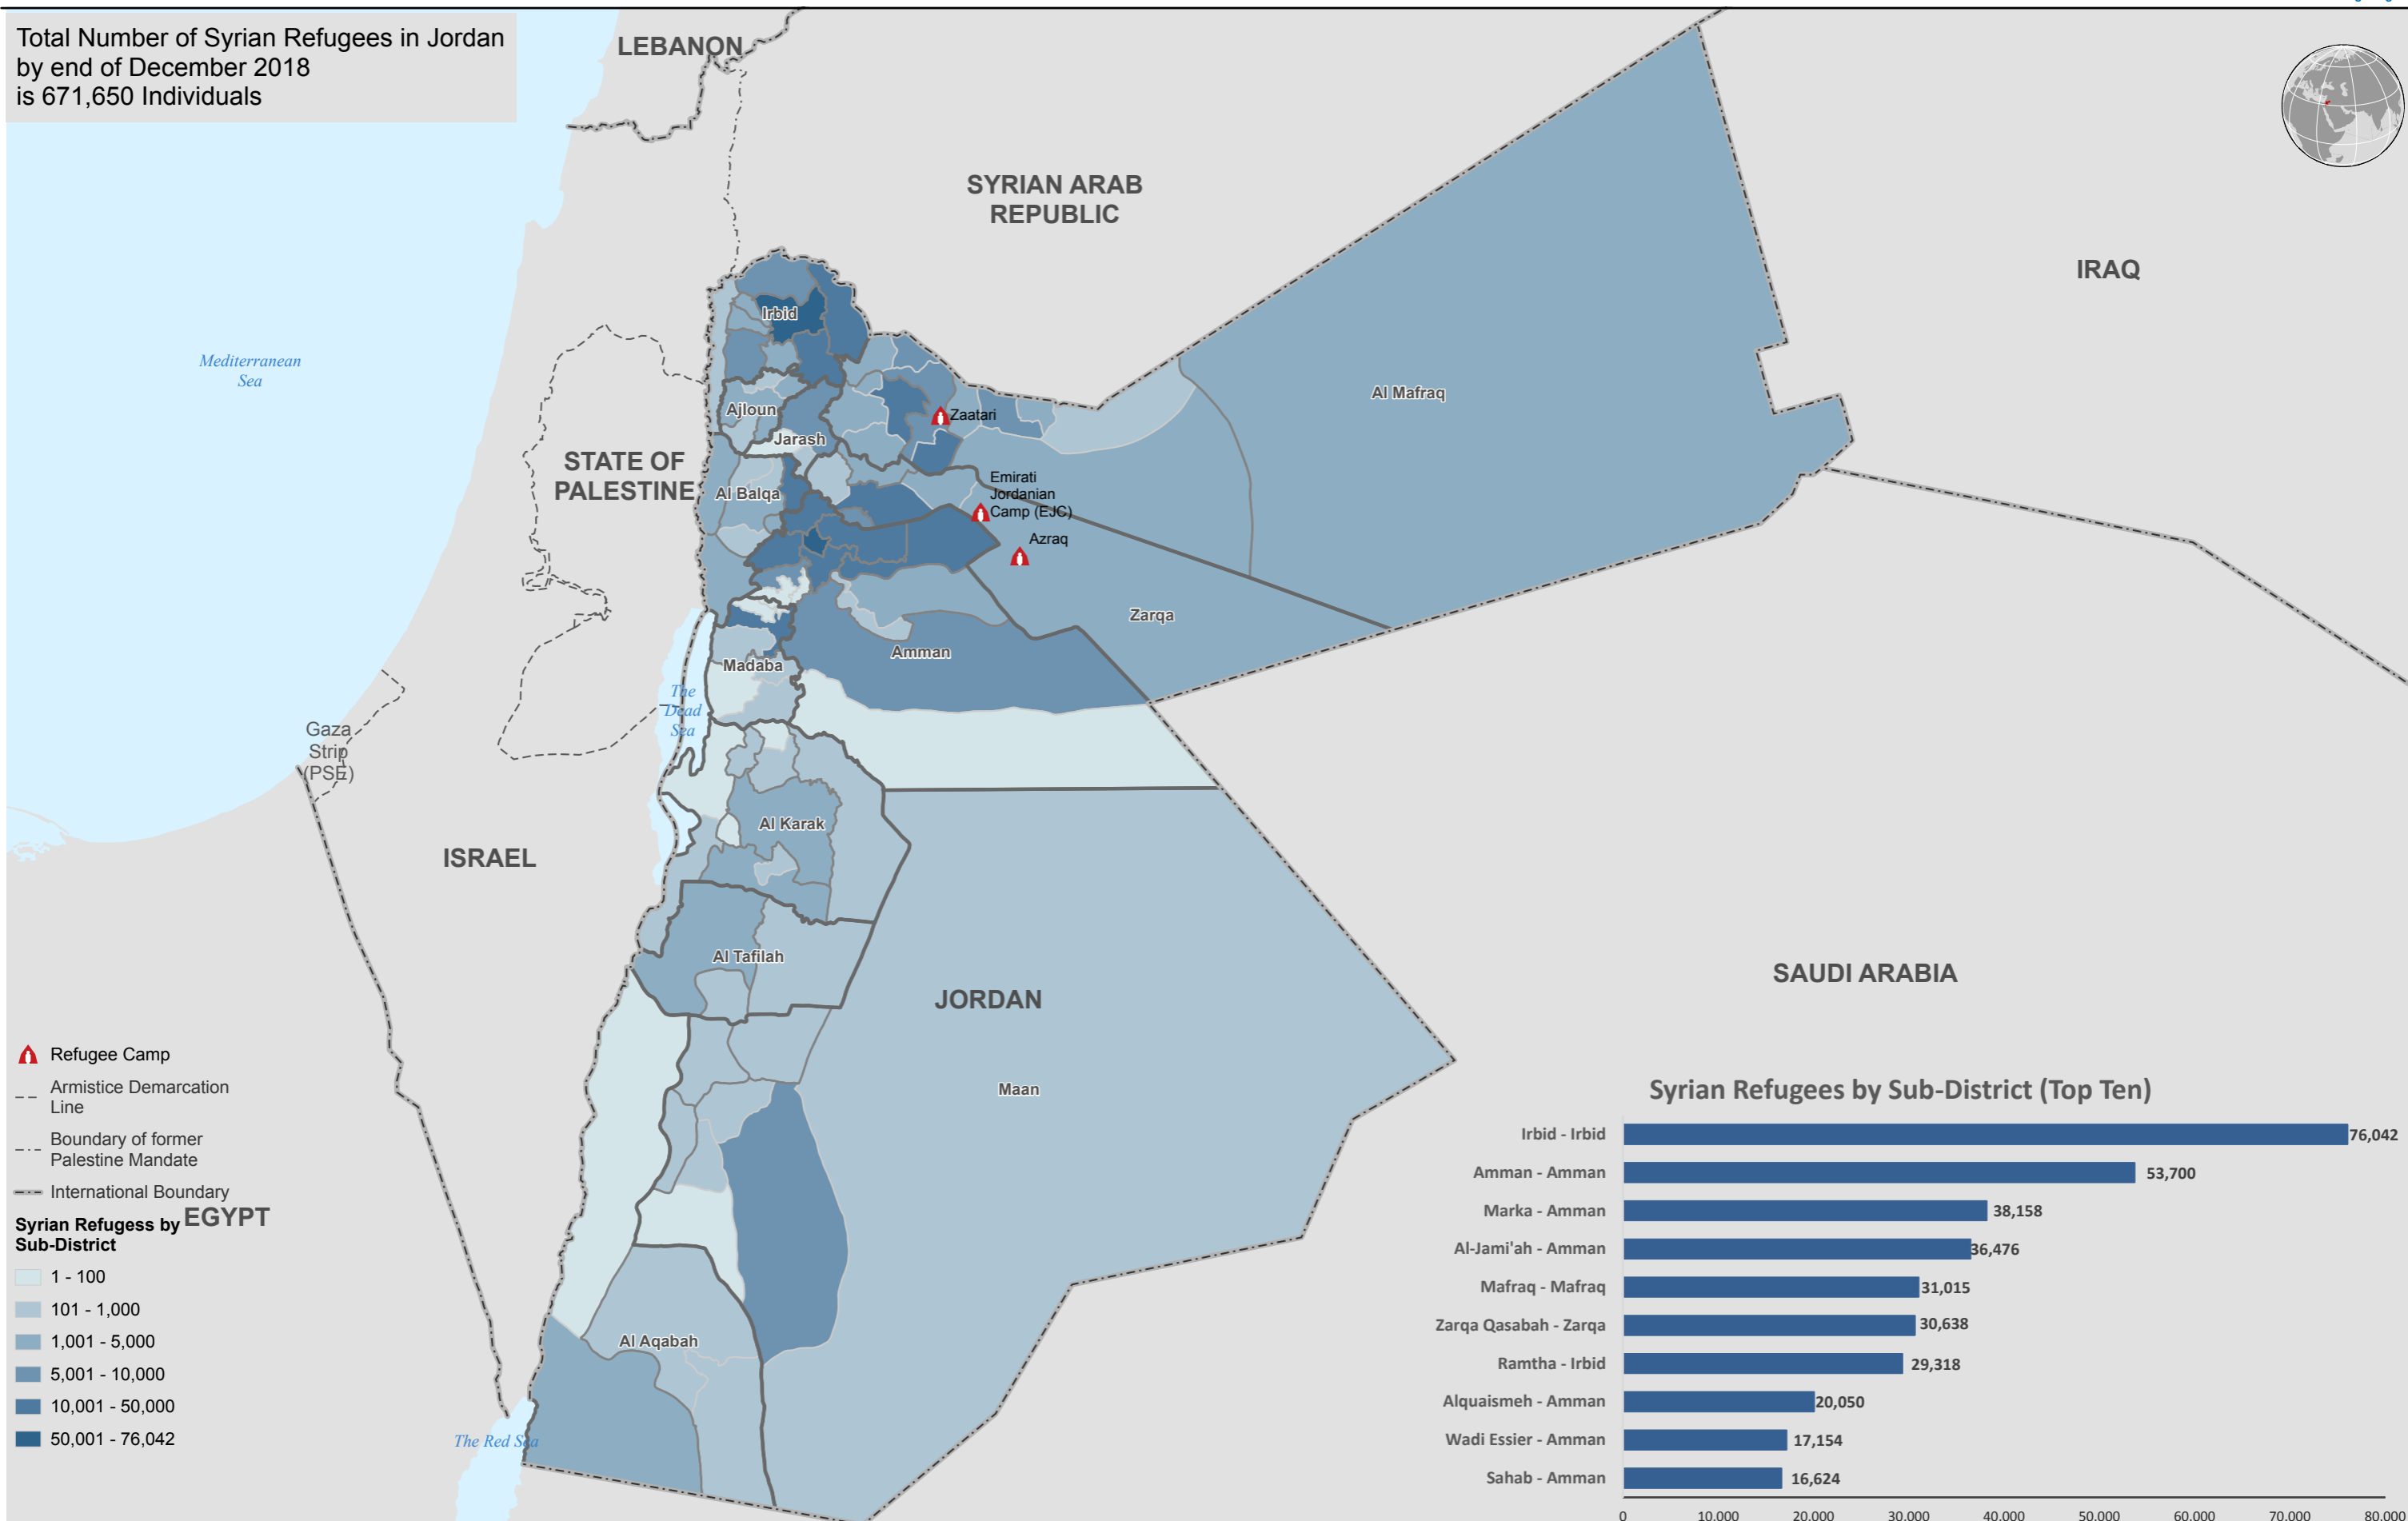 Total Number of Syrian Refugees in Jordan
by end of December 2018
is 671,650 Individuals
LEBANON
SYRIAN ARAB
REPUBLIC
IRAQ
Mediterranean
Sea
Irbid
Al Mafraq
Ajloun
Zaatari
Jarash
STATE OF
PALESTINE
Al Balqa
Emirati
Jordanian
Camp (EJC)
Azraq
Zarqa
Amman
Madaba
The
Dead
Sea
Gaza
Strip
(PSE)
Al Karak
ISRAEL
Al Tafilah
JORDAN
SAUDI ARABIA
Maan
Al Aqabah
The Red Sea
EGYPT
Refugee Camp
Armistice Demarcation
Line
Boundary of former
Palestine Mandate
International Boundary
Syrian Refugess by
Sub-District
1 - 100
101 - 1,000
1,001 - 5,000
5,001 - 10,000
10,001 - 50,000
50,001 - 76,042
Syrian Refugees by Sub-District (Top Ten)
Irbid - Irbid 76,042
Amman - Amman 53,700
Marka - Amman 38,158
Al-Jami'ah - Amman 36,476
Mafraq - Mafraq 31,015
Zarqa Qasabah - Zarqa 30,638
Ramtha - Irbid 29,318
Alquaismeh - Amman 20,050
Wadi Essier - Amman 17,154
Sahab - Amman 16,624
0 10,000 20,000 30,000 40,000 50,000 60,000 70,000 80,000